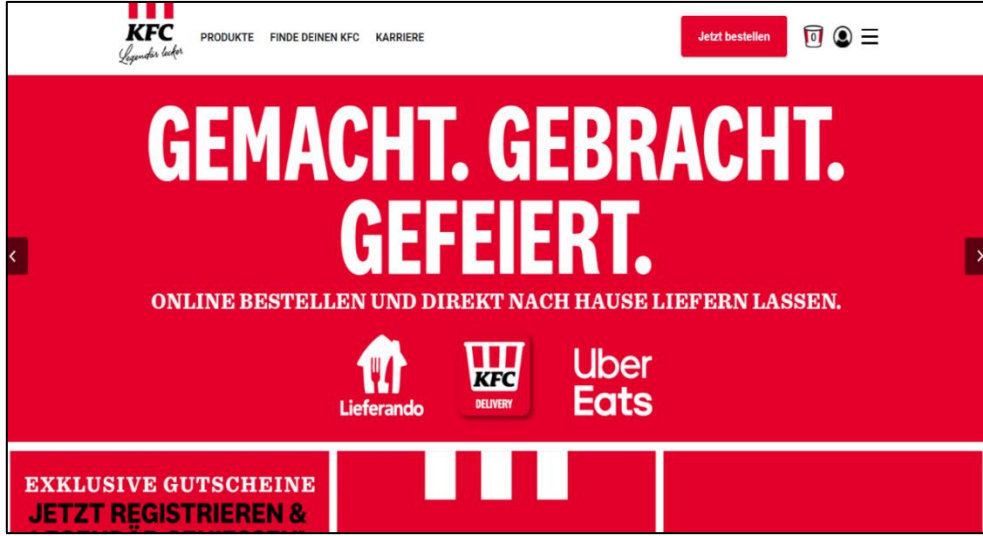 KFC
Legendär lecker
PRODUKTE FINDE DEINEN KFC KARRIERE
Jetzt bestellen
0
GEMACHT. GEBRACHT.
GEFEIERT.
ONLINE BESTELLEN UND DIREKT NACH HAUSE LIEFERN LASSEN.
Lieferando
KFC
DELIVERY
Uber
Eats
EXKLUSIVE GUTSCHEINE
JETZT REGISTRIEREN &